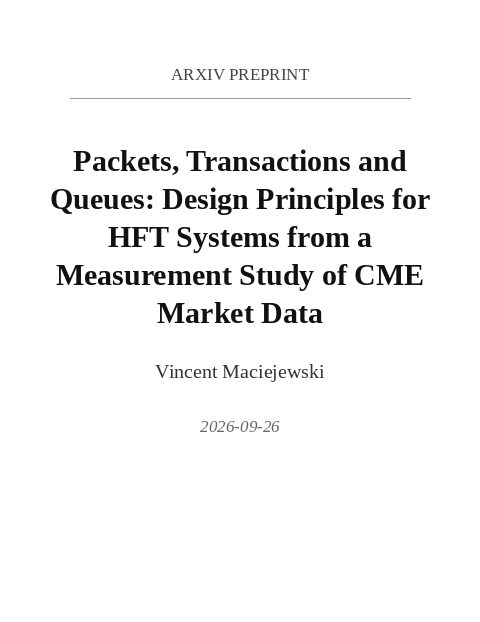 ARXIV PREPRINT
Packets, Transactions and
Queues: Design Principles for
HFT Systems from a
Measurement Study of CME
Market Data
Vincent Maciejewski
2026-09-26